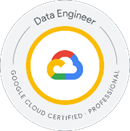 Data Engineer
GOOGLE CLOUD CERTIFIED • PROFESSIONAL